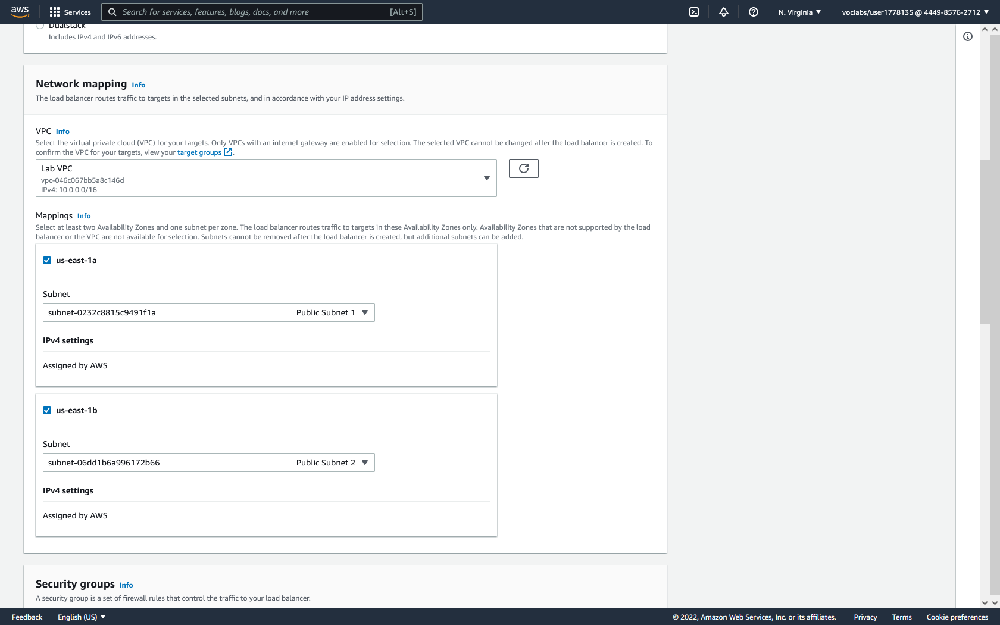 aws
Services
Search for services, features, blogs, docs, and more
[Alt+S]
N. Virginia
voclabs/user1778135 @ 4449-8576-2712
Dualstack
Includes IPv4 and IPv6 addresses.
Network mapping Info
The load balancer routes traffic to targets in the selected subnets, and in accordance with your IP address settings.
VPC Info
Select the virtual private cloud (VPC) for your targets. Only VPCs with an internet gateway are enabled for selection. The selected VPC cannot be changed after the load balancer is created. To
confirm the VPC for your targets, view your target groups.
Lab VPC
vpc-046c067bb5a8c146d
IPv4: 10.0.0.0/16
Mappings Info
Select at least two Availability Zones and one subnet per zone. The load balancer routes traffic to targets in these Availability Zones only. Availability Zones that are not supported by the load
balancer or the VPC are not available for selection. Subnets cannot be removed after the load balancer is created, but additional subnets can be added.
us-east-1a
Subnet
subnet-0232c8815c9491f1a Public Subnet 1
IPv4 settings
Assigned by AWS
us-east-1b
Subnet
subnet-06dd1b6a996172b66 Public Subnet 2
IPv4 settings
Assigned by AWS
Security groups Info
A security group is a set of firewall rules that control the traffic to your load balancer.
Feedback English (US) © 2022, Amazon Web Services, Inc. or its affiliates. Privacy Terms Cookie preferences